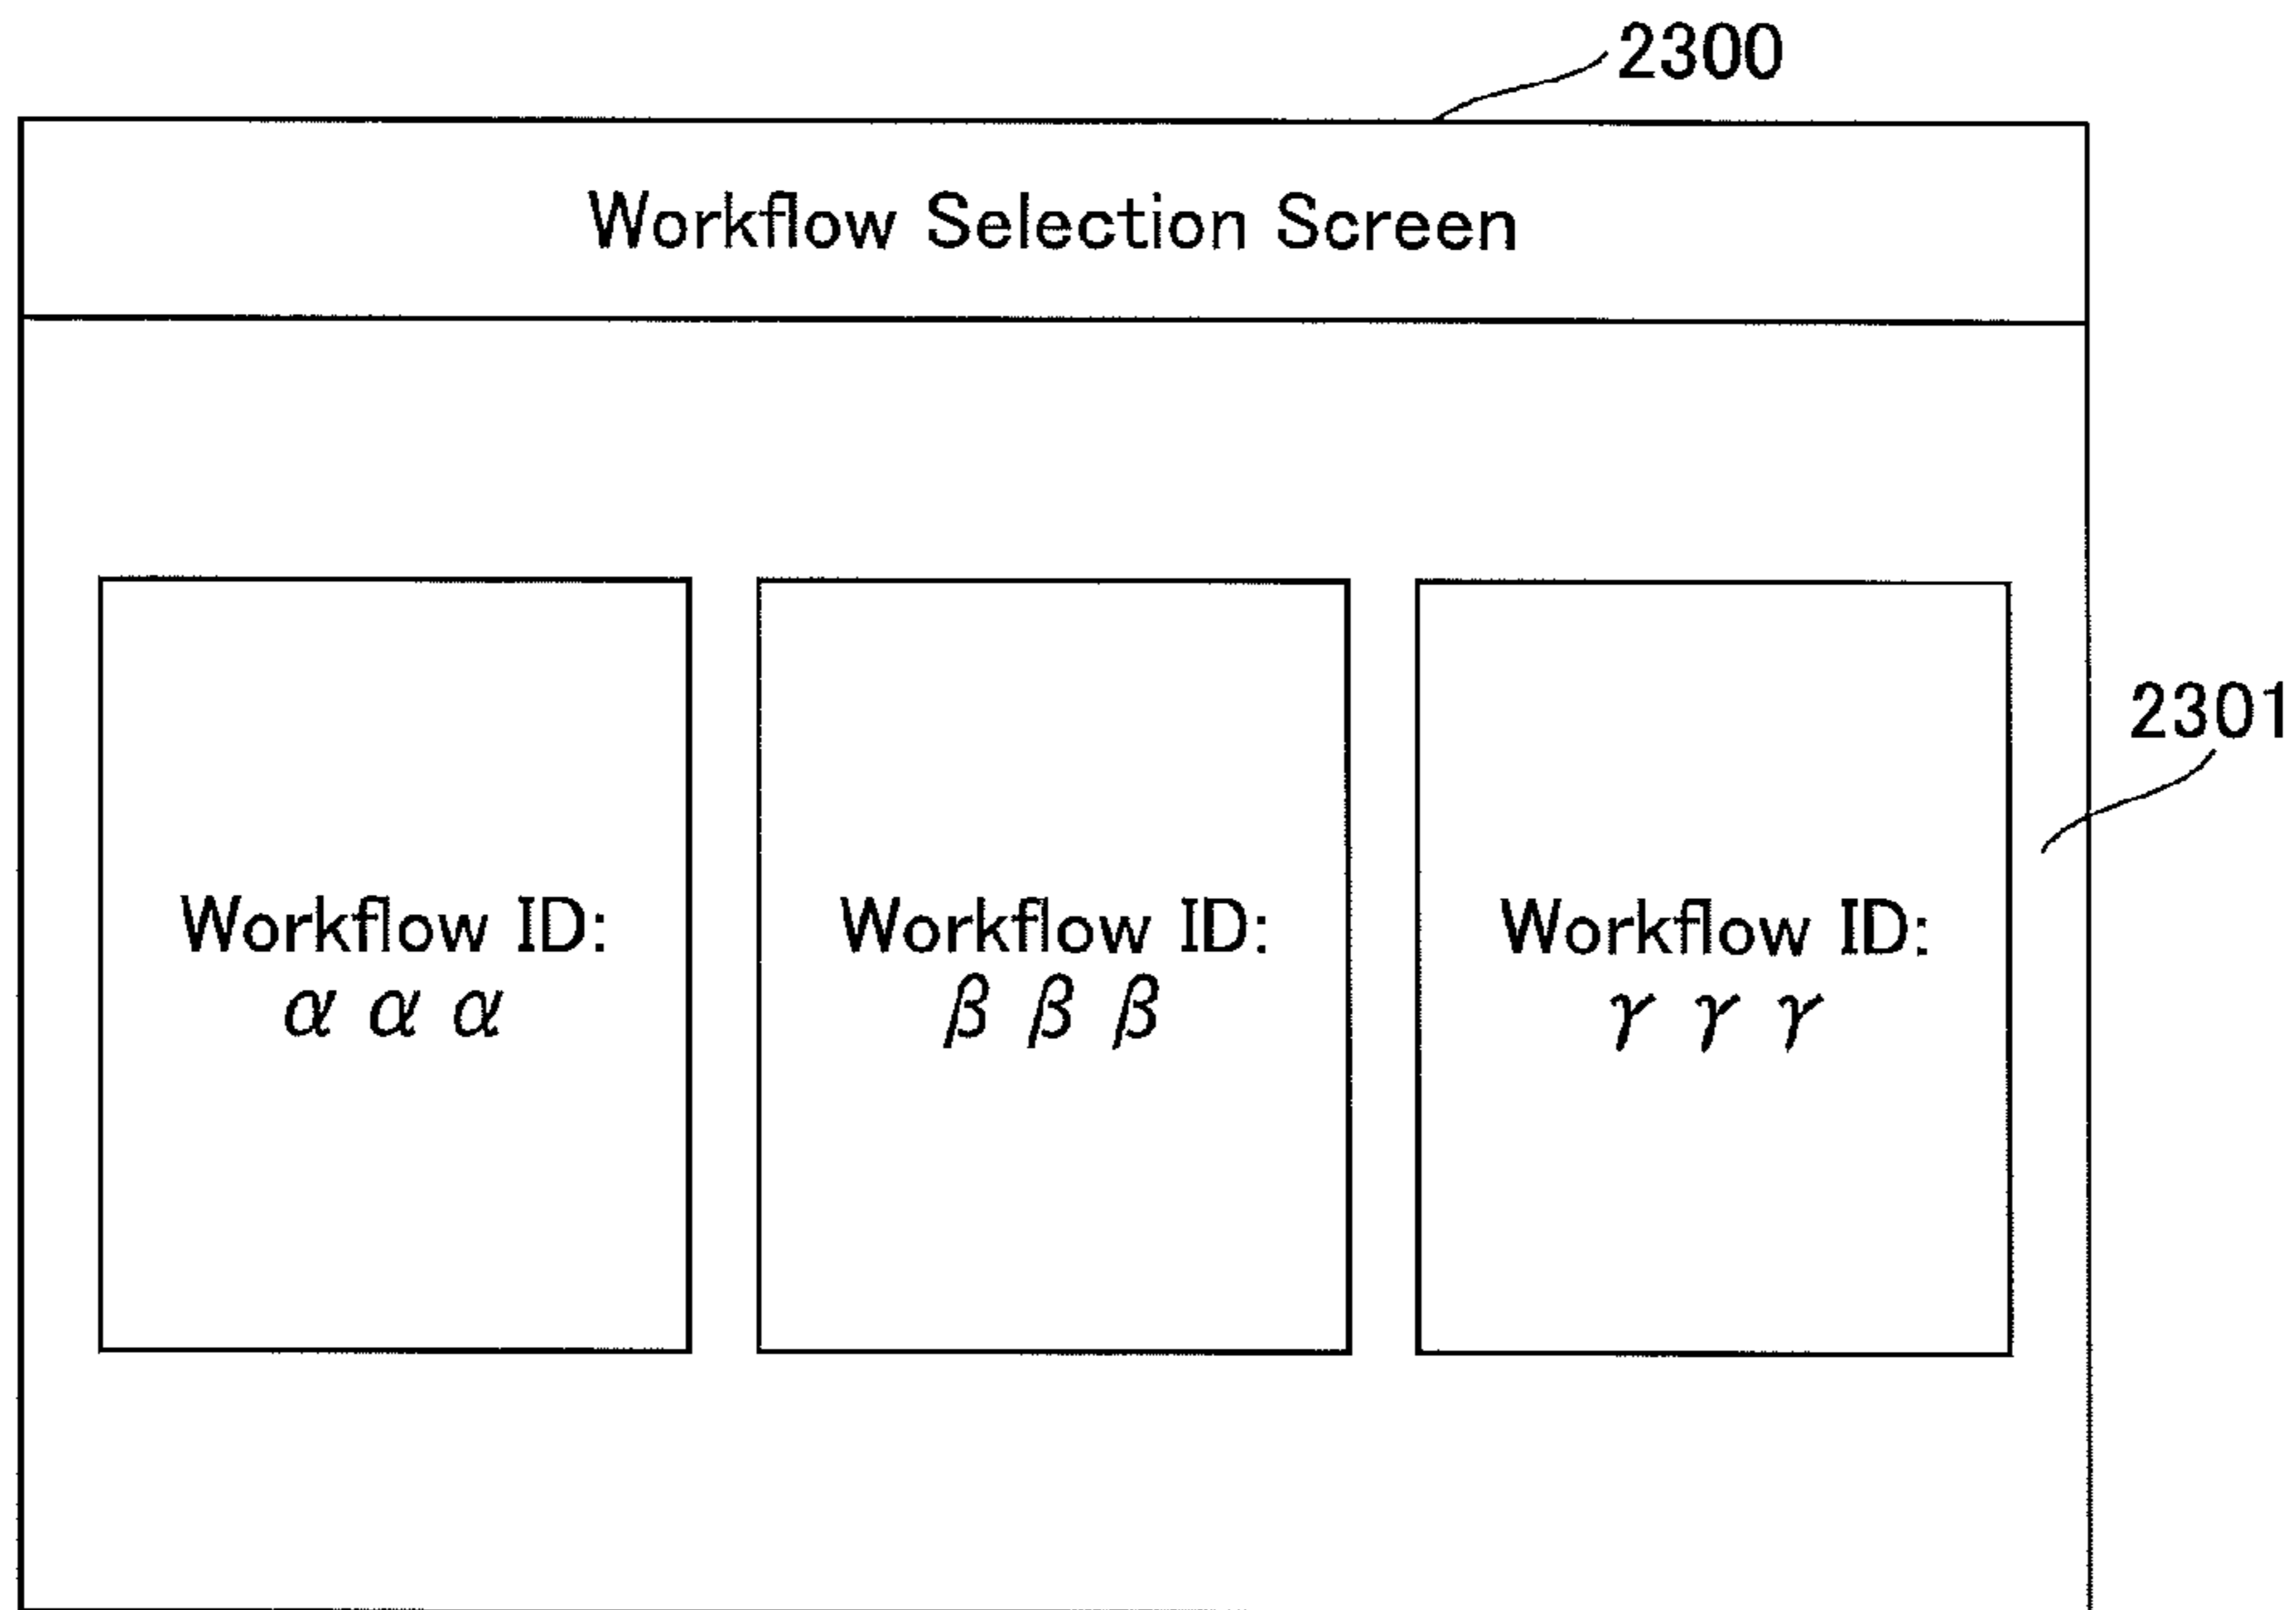 2300
Workflow Selection Screen
2301
Workflow ID:
α α α
Workflow ID:
β β β
Workflow ID:
γ γ γ